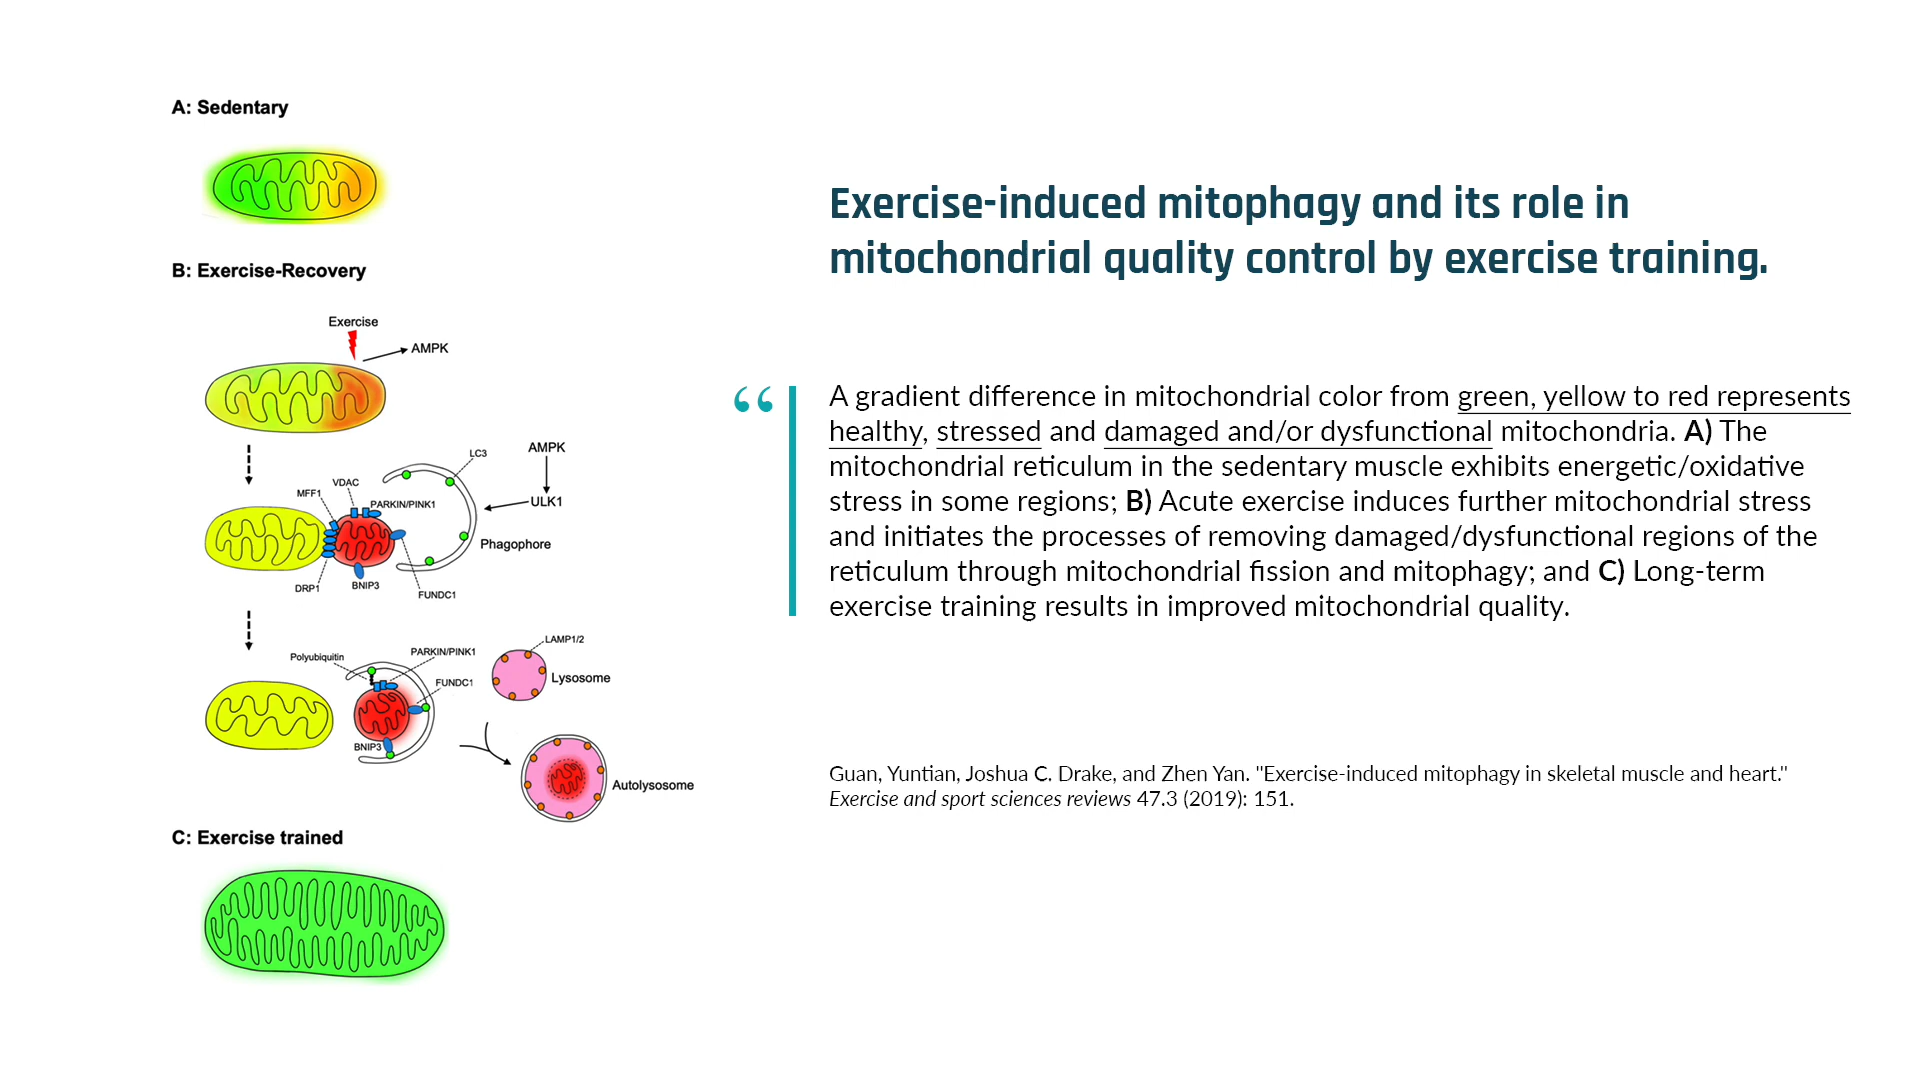 A: Sedentary
B: Exercise-Recovery
Exercise
AMPK
LC3
AMPK
VDAC
MFF1
PARKIN/PINK1
ULK1
Phagophore
DRP1
BNIP3
FUNDC1
LAMP1/2
Polyubiquitin
PARKIN/PINK1
Lysosome
FUNDC1
BNIP3
Autolysosome
C: Exercise trained
Exercise-induced mitophagy and its role in
mitochondrial quality control by exercise training.
“
A gradient difference in mitochondrial color from green, yellow to red represents
healthy, stressed and damaged and/or dysfunctional mitochondria. A) The
mitochondrial reticulum in the sedentary muscle exhibits energetic/oxidative
stress in some regions; B) Acute exercise induces further mitochondrial stress
and initiates the processes of removing damaged/dysfunctional regions of the
reticulum through mitochondrial fission and mitophagy; and C) Long-term
exercise training results in improved mitochondrial quality.
Guan, Yuntian, Joshua C. Drake, and Zhen Yan. "Exercise-induced mitophagy in skeletal muscle and heart."
Exercise and sport sciences reviews 47.3 (2019): 151.